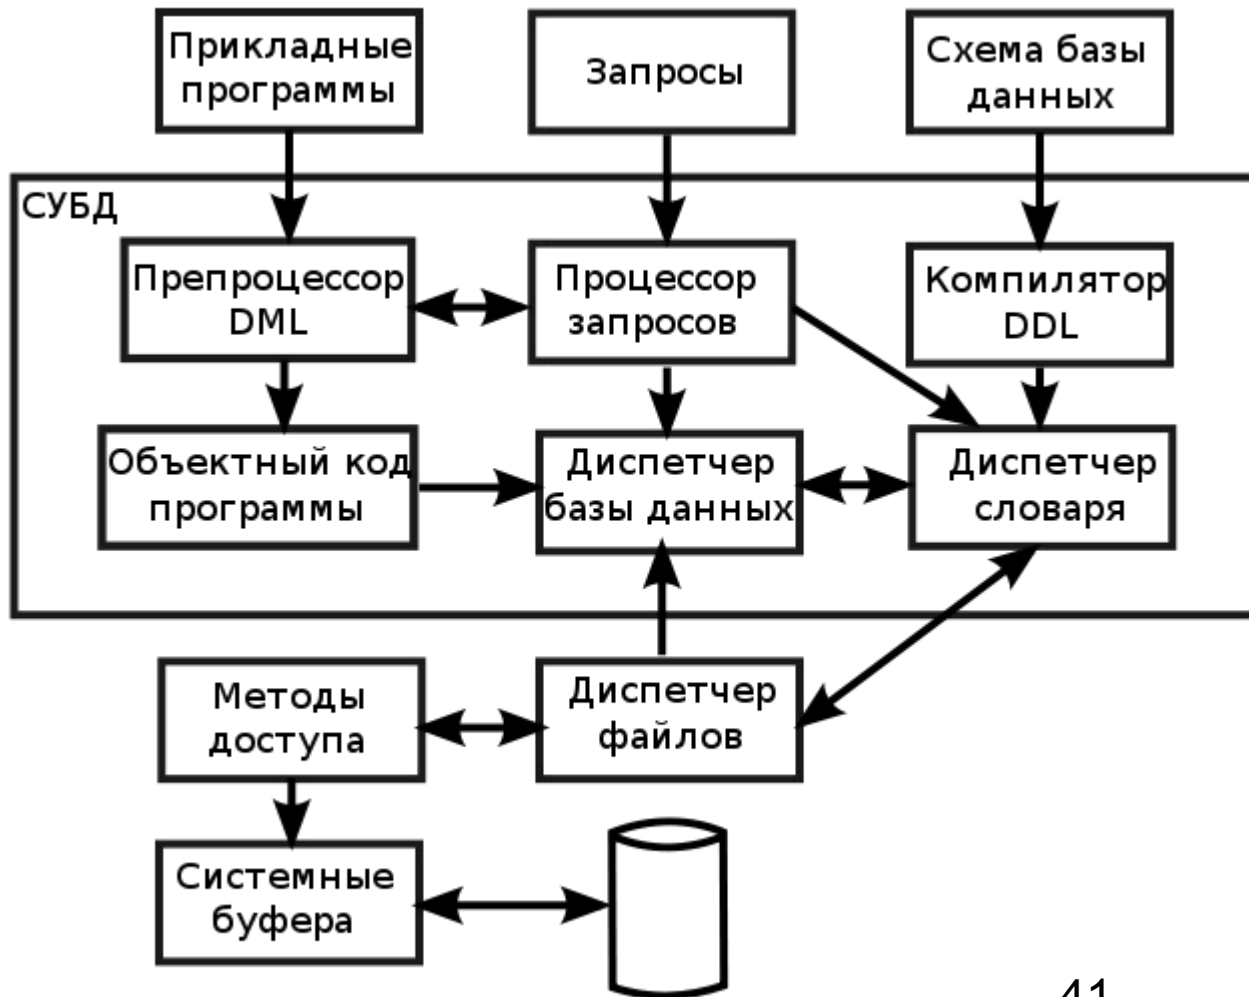 Прикладные
программы
Запросы
Схема базы
данных
СУБД
Препроцессор
DML
Процессор
запросов
Компилятор
DDL
Объектный код
программы
Диспетчер
базы данных
Диспетчер
словаря
Методы
доступа
Диспетчер
файлов
Системные
буфера
41